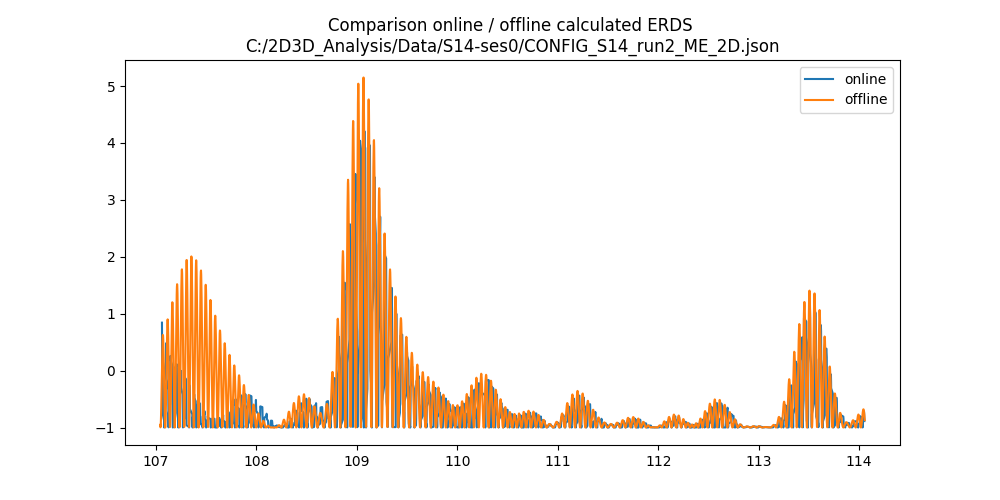 Comparison online / offline calculated ERDS
C:/2D3D_Analysis/Data/S14-ses0/CONFIG_S14_run2_ME_2D.json
online
offline
5
4
3
2
1
0
−1
107 108 109 110 111 112 113 114